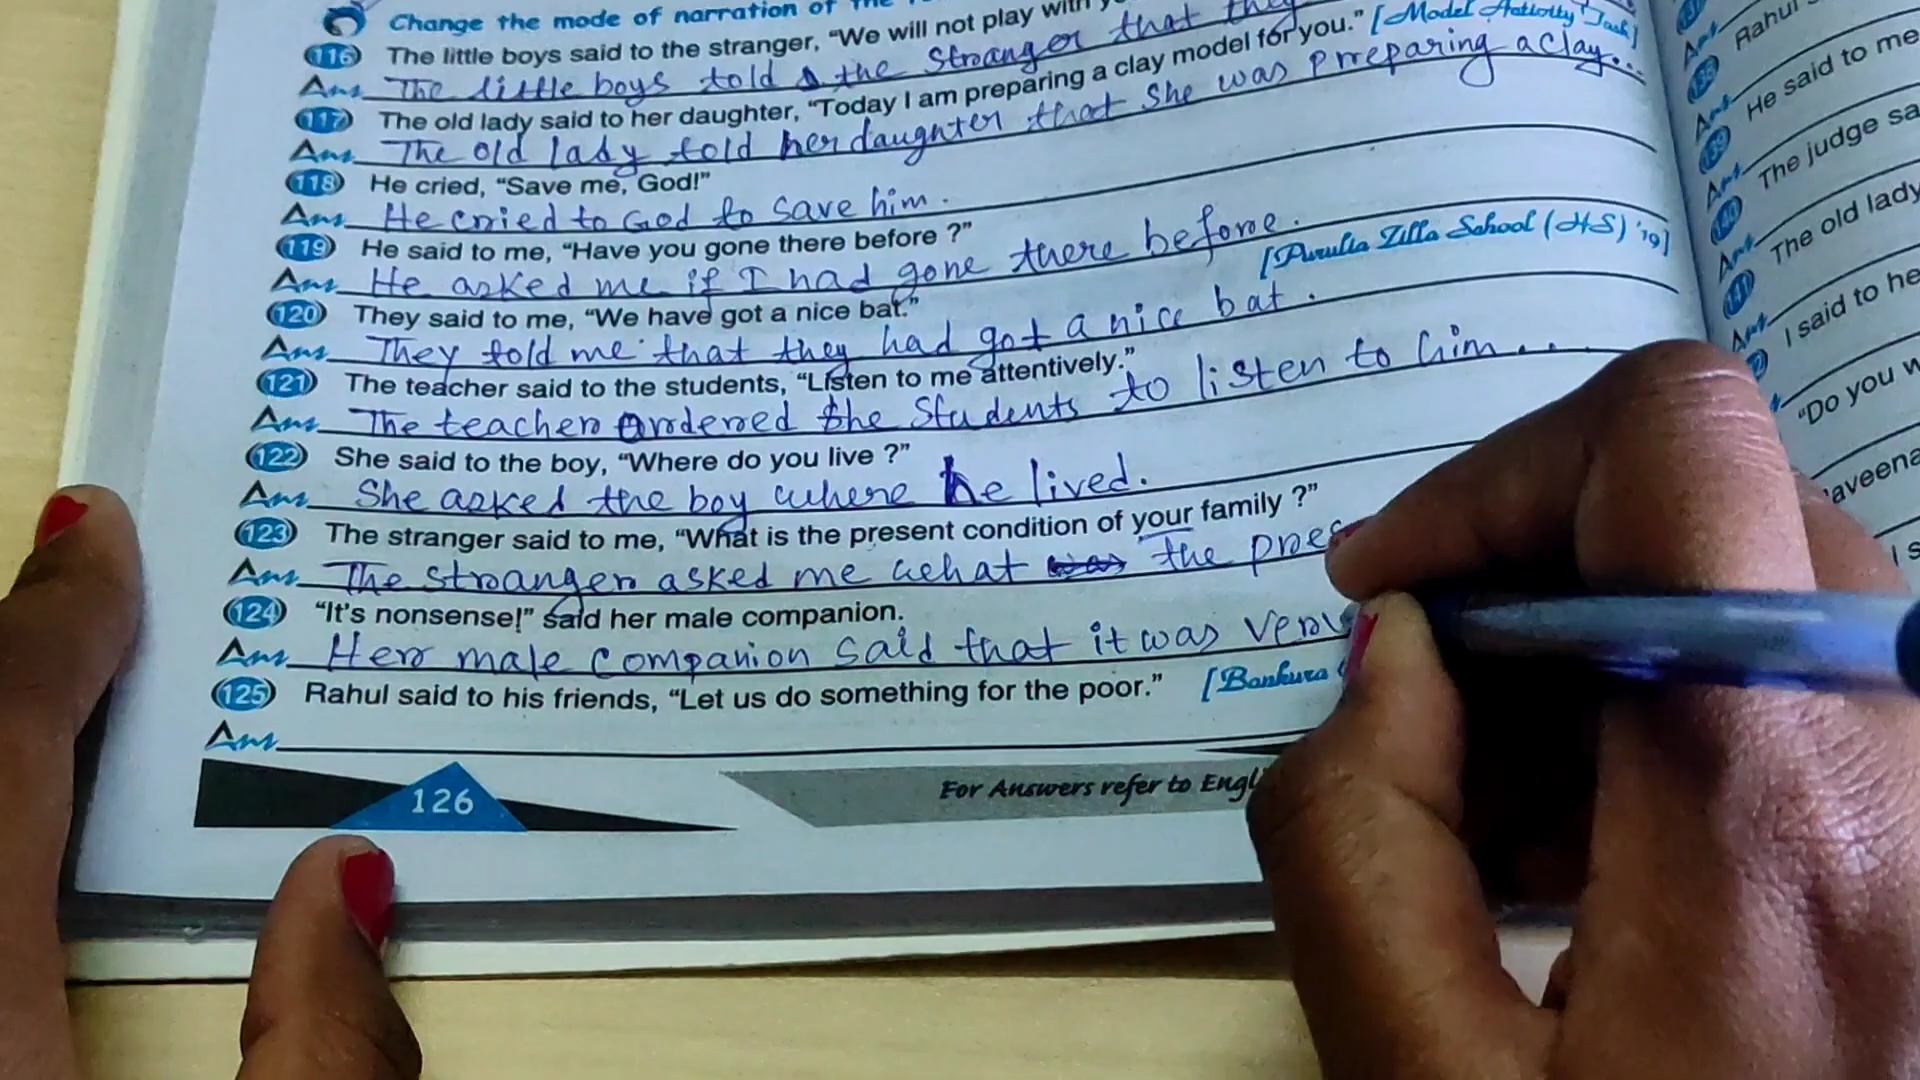 Change the mode of narration of the
116 The little boys said to the stranger, “We will not play with
Ans The little boys told the stranger that they
117 The old lady said to her daughter, “Today I am preparing a clay model for you.” [Model Activity Task]
Ans The old lady told her daughter that she was preparing a clay...
118 He cried, “Save me, God!”
Ans He cried to God to save him.
119 He said to me, “Have you gone there before ?”
Ans He asked me if I had gone there before.
[Purulia Zilla School (HS) '19]
120 They said to me, “We have got a nice bat.”
Ans They told me that they had got a nice bat.
121 The teacher said to the students, “Listen to me attentively.”
Ans The teacher ordered the students to listen to him...
122 She said to the boy, “Where do you live ?”
Ans She asked the boy where he lived.
123 The stranger said to me, “What is the present condition of your family ?”
Ans The stranger asked me what was the pres
124 “It's nonsense!” said her male companion.
Ans Her male companion said that it was very
125 Rahul said to his friends, “Let us do something for the poor.” [Bankura
Ans
126
For Answers refer to Engl
Rahul
Ans
He said to me
Ans
139 The judge sa
Ans
140 The old lady
Ans
141 I said to he
Ans
“Do you w
aveena
I s